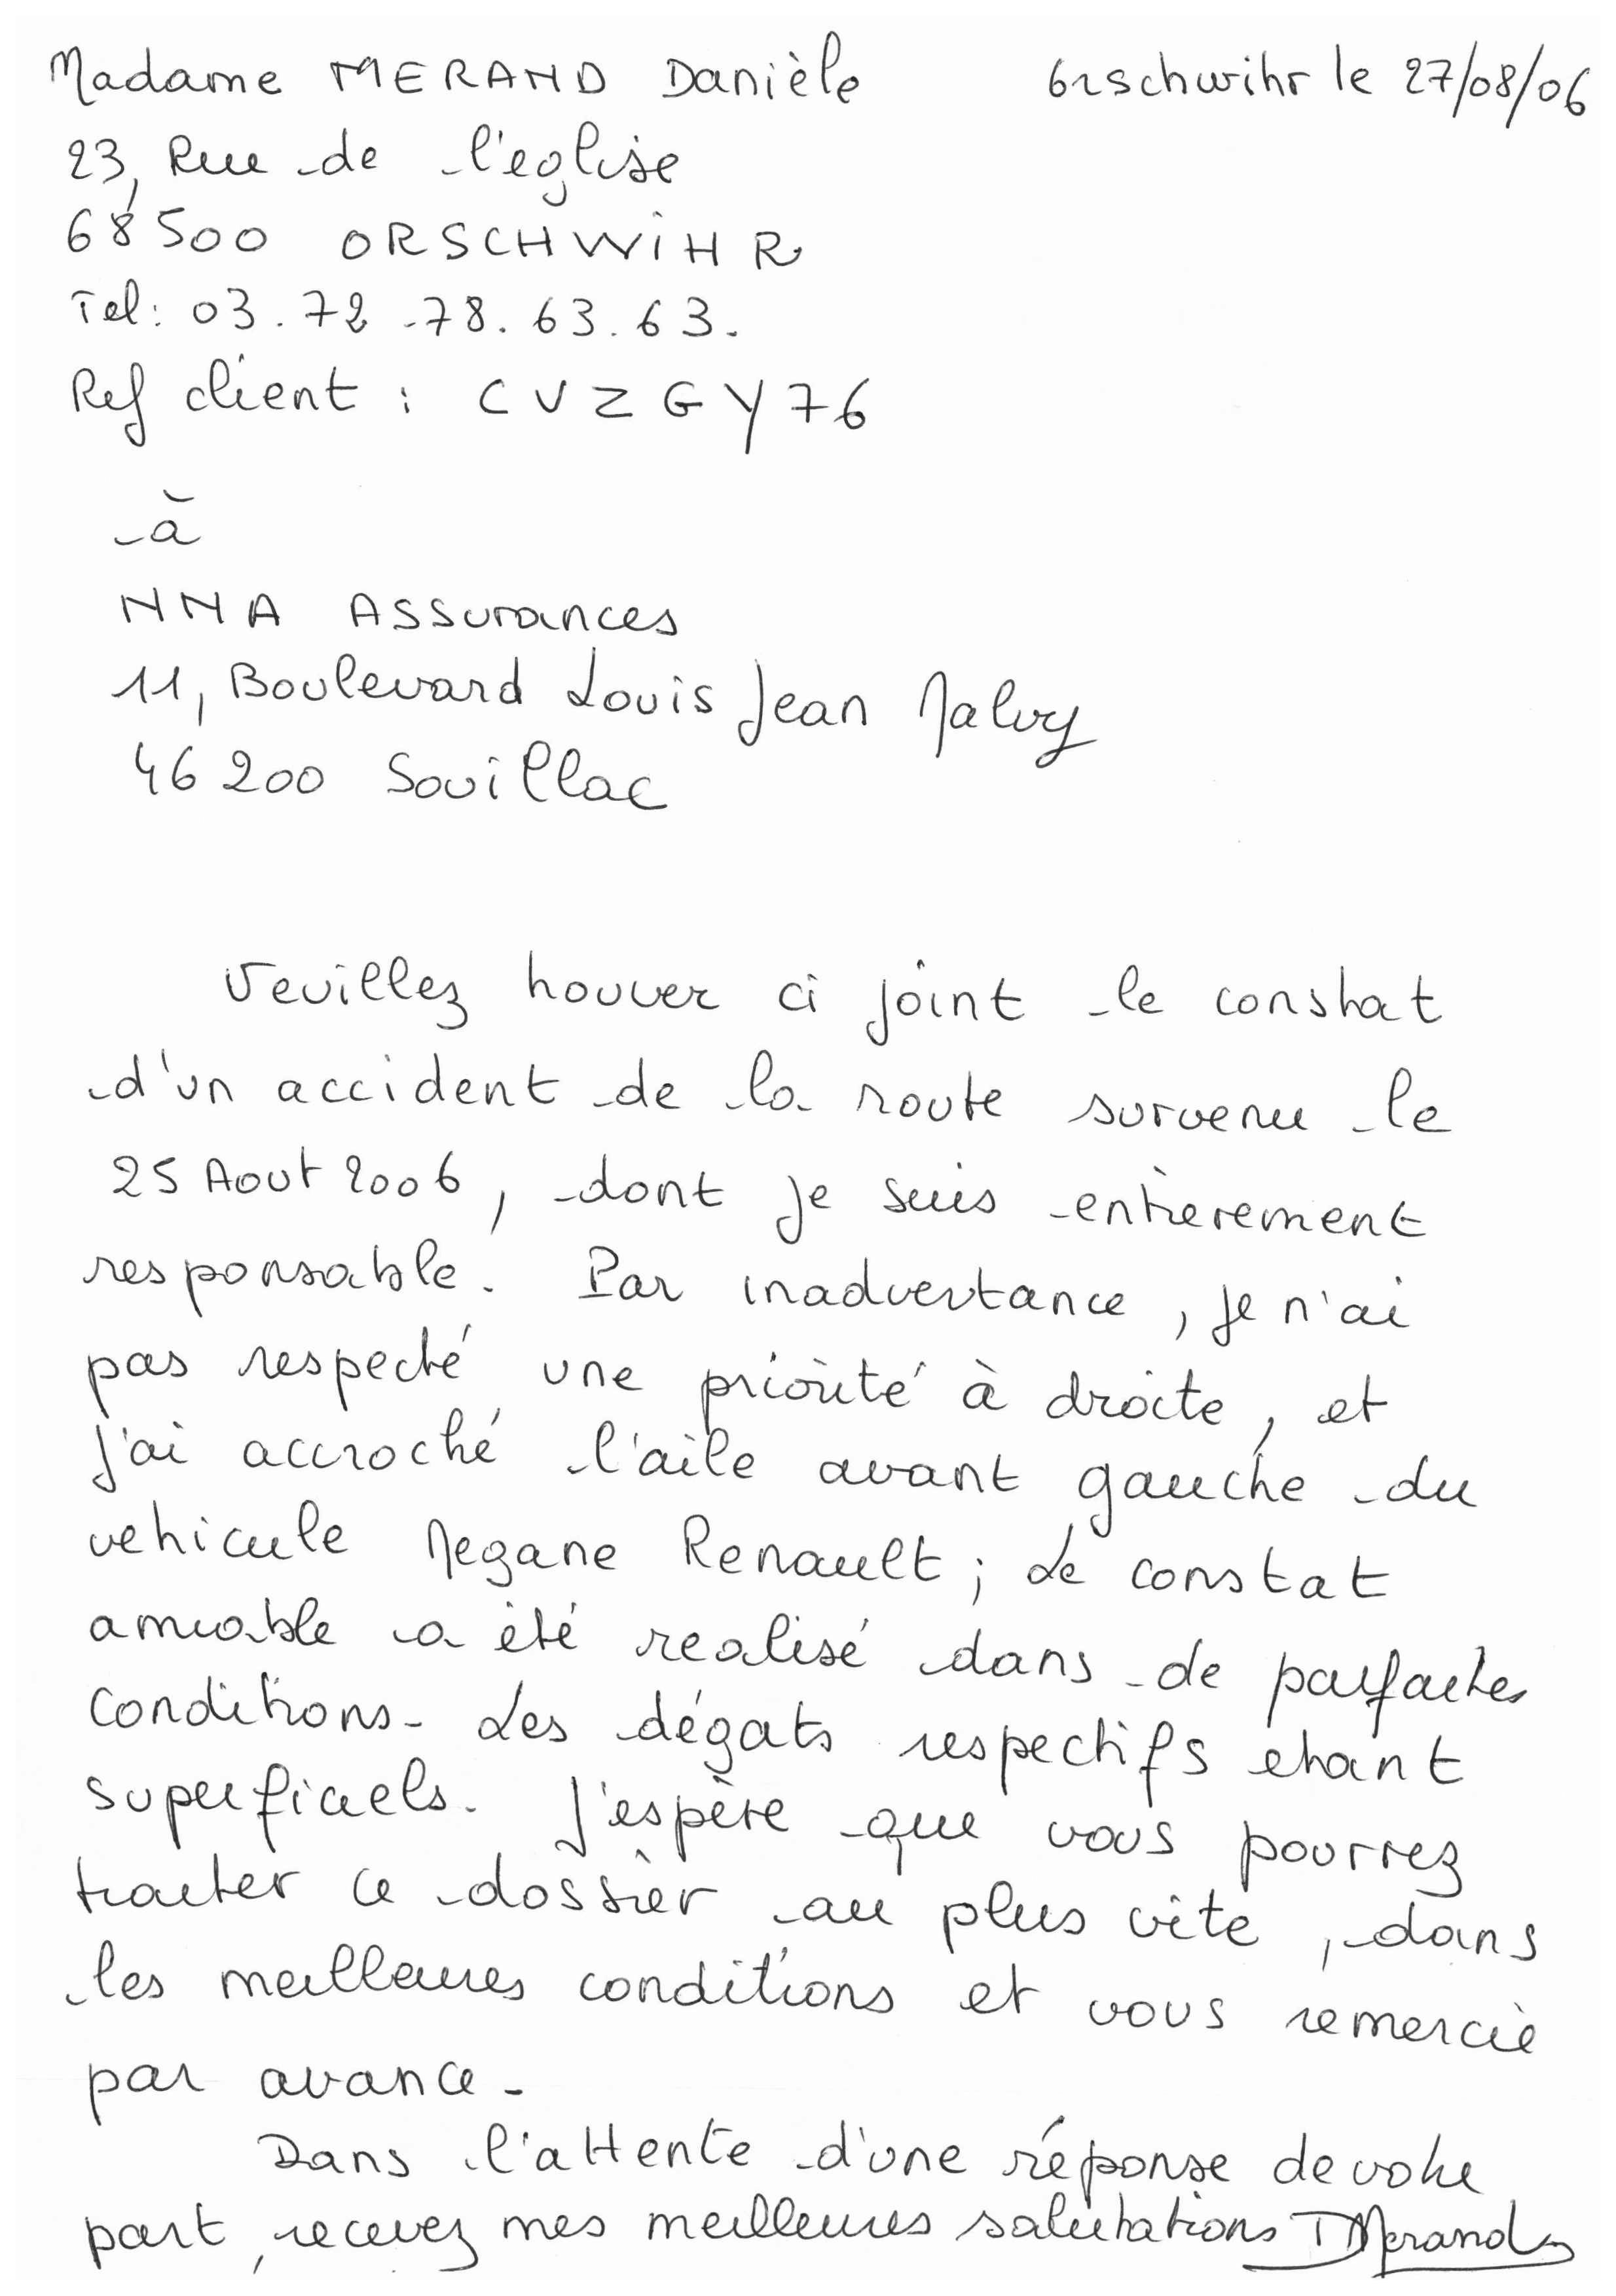 Madame MERAND Danièle
Orschwihr le 27/08/06
23, Rue de l'eglise
68500 ORSCHWIHR
Tel: 03.72.78.63.63.
Ref client : CVZGY76
à
NNA Assurances
11, Boulevard Louis Jean Malvy
46200 Souillac
Veuillez trouver ci joint le constat
d'un accident de la route survenu le
25 Aout 2006, dont je suis entièrement
responsable. Par inadvertance, je n'ai
pas respecté une priorité à droite, et
j'ai accroché l'aile avant gauche du
vehicule Megane Renault; Le constat
amiable a été realisé dans de parfaites
conditions. Les dégats respectifs etant
superficiels. J'espère que vous pourrez
traiter ce dossier au plus vite, dans
les meilleures conditions et vous remercie
par avance.
Dans l'attente d'une réponse de votre
part, recevez mes meilleures salutations DMerand